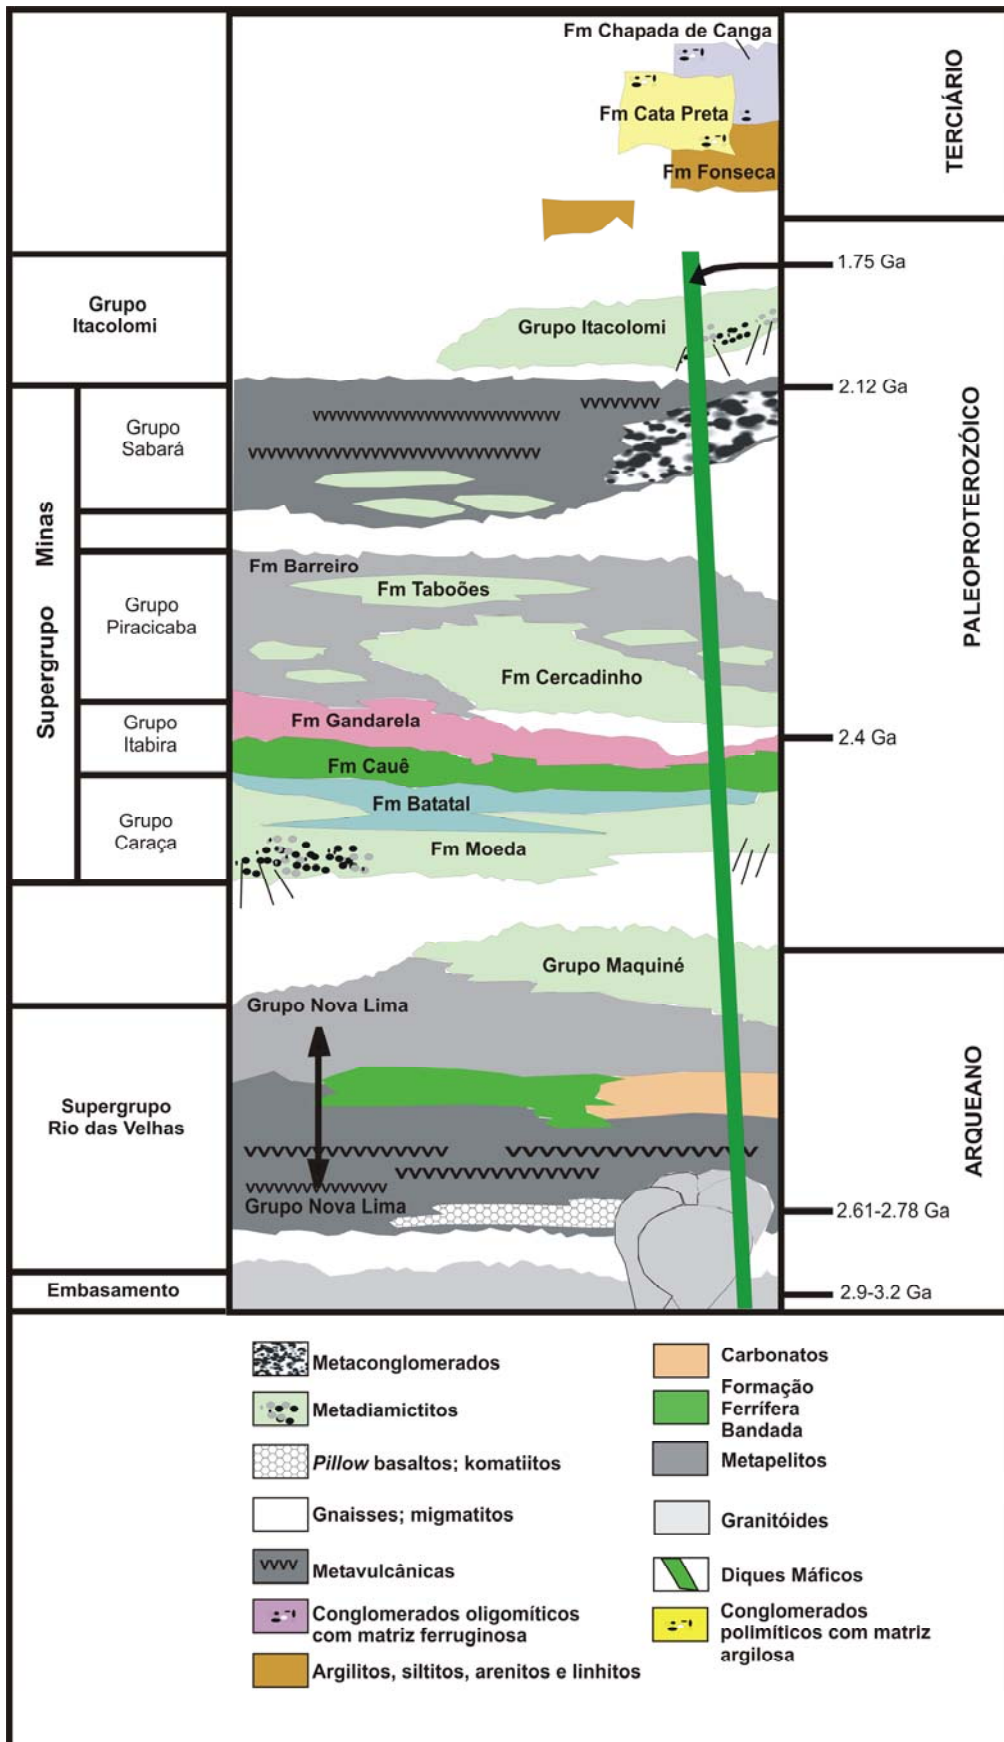 Fm Chapada de Canga
Fm Cata Preta
Fm Fonseca
TERCIÁRIO
1.75 Ga
Grupo
Itacolomi
Grupo Itacolomi
2.12 Ga
Grupo
Sabará
Supergrupo Minas
PALEOPROTEROZÓICO
Fm Barreiro
Fm Taboões
Grupo
Piracicaba
Fm Cercadinho
Fm Gandarela
Grupo
Itabira
2.4 Ga
Fm Cauê
Fm Batatal
Grupo
Caraça
Fm Moeda
Grupo Maquiné
Grupo Nova Lima
Supergrupo
Rio das Velhas
ARQUEANO
Grupo Nova Lima
2.61-2.78 Ga
Embasamento
2.9-3.2 Ga
Metaconglomerados
Metadiamictitos
Pillow basaltos; komatiitos
Gnaisses; migmatitos
Metavulcânicas
Conglomerados oligomíticos
com matriz ferruginosa
Argilitos, siltitos, arenitos e linhitos
Carbonatos
Formação
Ferrífera
Bandada
Metapelitos
Granitóides
Diques Máficos
Conglomerados
polimíticos com matriz
argilosa